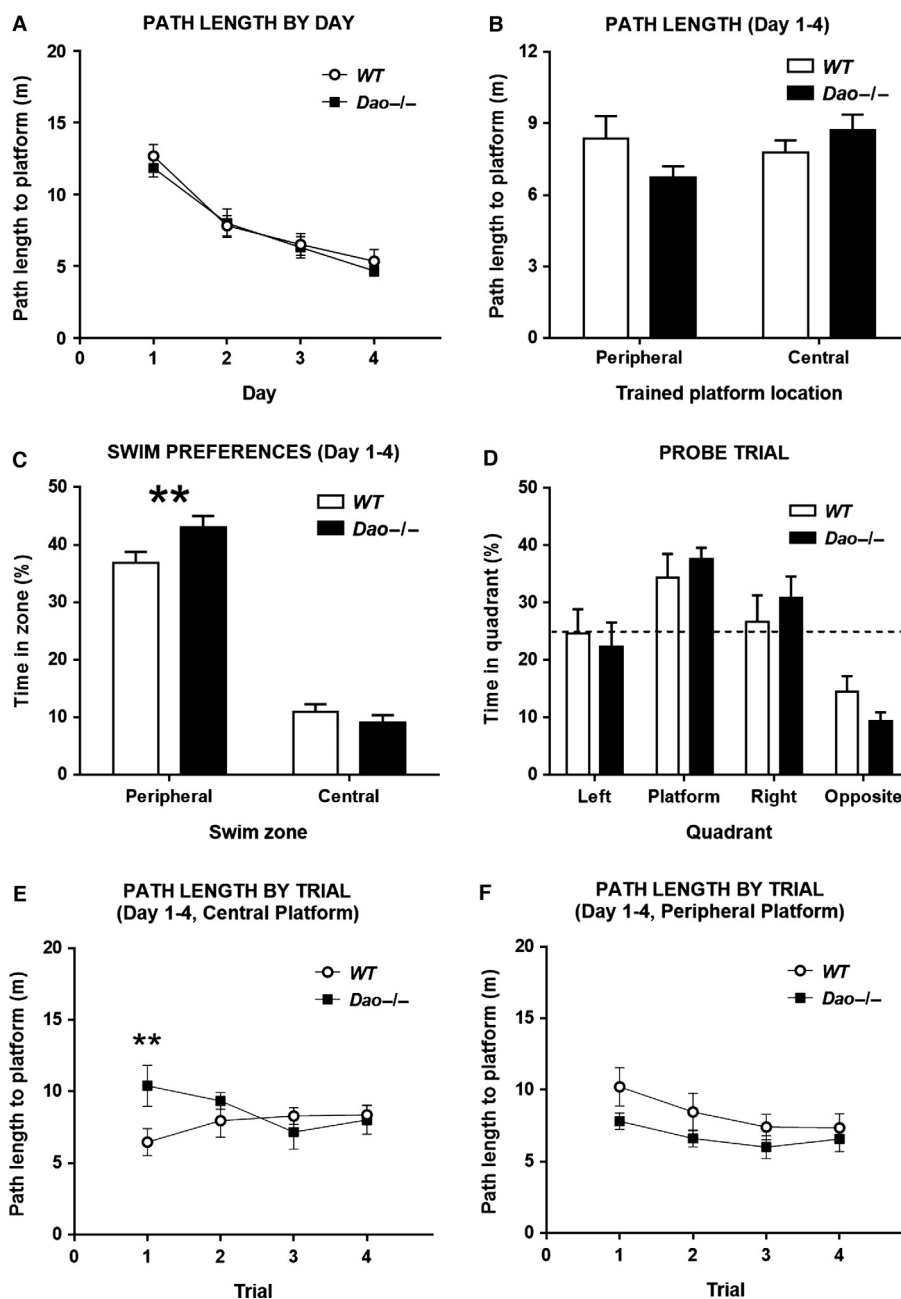 A
PATH LENGTH BY DAY
Path length to platform (m)
20
15
10
5
0
WT
Dao–/–
0 1 2 3 4
Day
B
PATH LENGTH (Day 1-4)
Path length to platform (m)
12
9
6
3
0
WT
Dao–/–
Peripheral Central
Trained platform location
C
SWIM PREFERENCES (Day 1-4)
Time in zone (%)
50
40
30
20
10
0
**
WT
Dao–/–
Peripheral Central
Swim zone
D
PROBE TRIAL
Time in quadrant (%)
50
40
30
20
10
0
WT
Dao–/–
Left Platform Right Opposite
Quadrant
E
PATH LENGTH BY TRIAL
(Day 1-4, Central Platform)
Path length to platform (m)
20
15
10
5
0
**
WT
Dao–/–
0 1 2 3 4
Trial
F
PATH LENGTH BY TRIAL
(Day 1-4, Peripheral Platform)
Path length to platform (m)
20
15
10
5
0
WT
Dao–/–
0 1 2 3 4
Trial